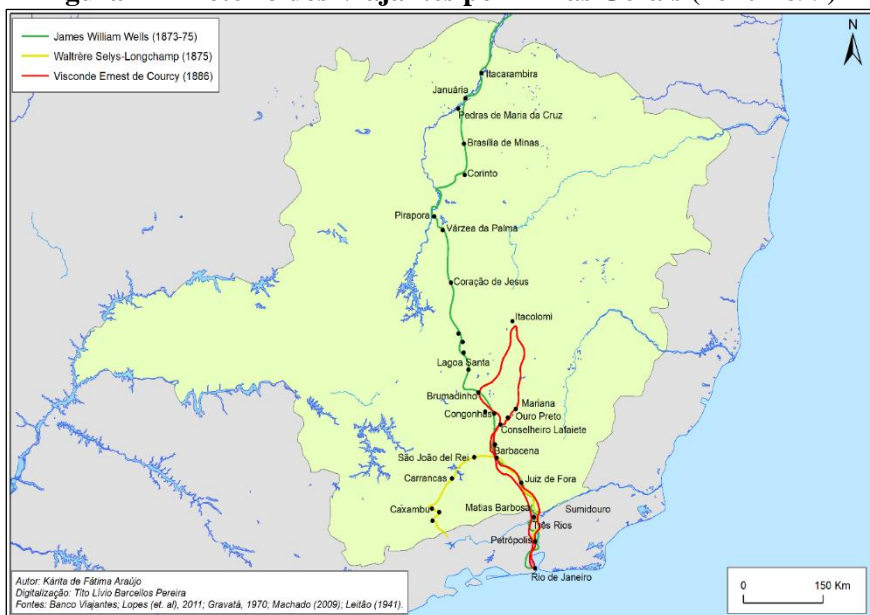 James William Wells (1873-75)
Waltrère Selys-Longchamp (1875)
Visconde Ernest de Courcy (1886)
N
Itacarambira
Januária
Pedras de Maria da Cruz
Brasília de Minas
Corinto
Pirapora
Várzea da Palma
Coração de Jesus
Itacolomi
Lagoa Santa
Brumadinho
Mariana
Congonhas
Ouro Preto
Conselheiro Lafaiete
Barbacena
São João del Rei
Carrancas
Juiz de Fora
Caxambu
Matias Barbosa
Sumidouro
Três Rios
Petrópolis
Rio de Janeiro
Autor: Kárita de Fátima Araújo
Digitalização: Tito Lívio Barcellos Pereira
Fontes: Banco Viajantes; Lopes (et. al), 2011; Gravatá, 1970; Machado (2009); Leitão (1941).
0 150 Km